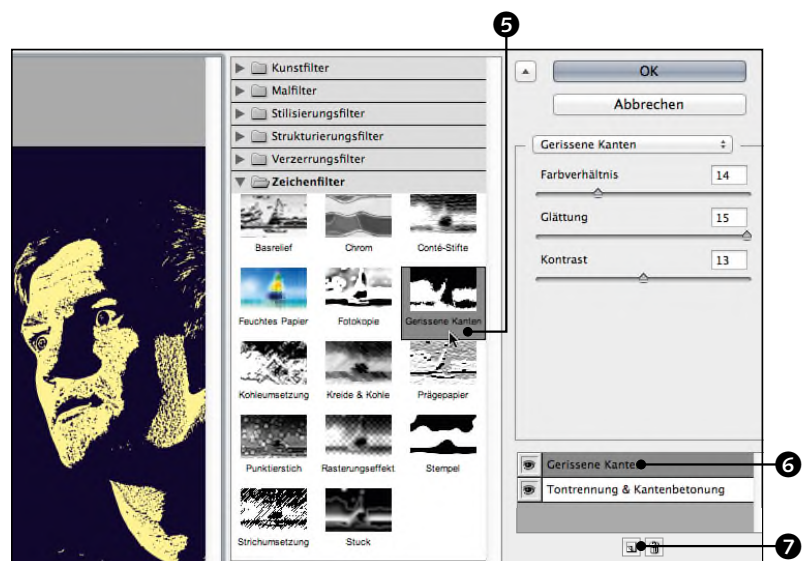 5
Kunstfilter
Malfilter
Stilisierungsfilter
Strukturierungsfilter
Verzerrungsfilter
Zeichenfilter
Basrelief
Chrom
Conté-Stifte
Feuchtes Papier
Fotokopie
Gerissene Kanten
Kohleumsetzung
Kreide & Kohle
Prägepapier
Punktierstich
Rasterungseffekt
Stempel
Strichumsetzung
Stuck
OK
Abbrechen
Gerissene Kanten
Farbverhältnis 14
Glättung 15
Kontrast 13
Gerissene Kanten 6
Tontrennung & Kantenbetonung
7